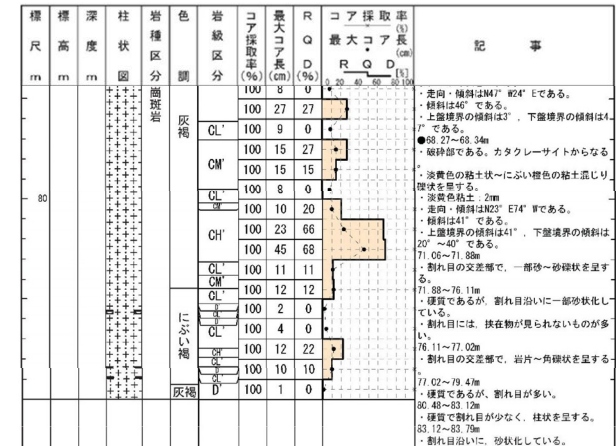 標尺 m
標高 m
深度 m
柱状図
岩種区分
色調
岩級区分
コア採取率(%)
最大コア長(cm)
RQD(%)
コア採取率(%)
最大コア長(cm)
RQD[%]
0 20 40 60 80 100
記事
歯斑岩
灰褐
100 8 0
100 27 27
CL' 100 9 0
CM' 100 15 27
100 15 15
100 8 0
CL'
CM'
80
100 10 20
CH' 100 23 66
100 45 68
CL' 100 11 11
CM'
CL' 100 12 12
にぶい褐
D'
CL'
D'
100 2 0
CL' 100 4 0
CH' 100 12 22
CL'
D'
100 10 10
CL'
灰褐 D' 100 1 0
・走向・傾斜はN47°W24°Eである。
・傾斜は46°である。
・上盤境界の傾斜は3°，下盤境界の傾斜は4
7°である。
●68.27～68.34m
・破砕部である。カタクレーサイトからなる
。
・淡黄色の粘土状～にぶい橙色の粘土混じり
礫状を呈する。
・淡黄色粘土：2mm
・走向・傾斜はN23°E74°Wである。
・傾斜は41°である。
・上盤境界の傾斜は41°，下盤境界の傾斜は
20°～40°である。
71.06～71.88m
・割れ目の交差部で，一部砂～砂礫状を呈す
る。
71.88～76.11m
・硬質であるが，割れ目沿いに一部砂状化し
ている。
・割れ目には，挟在物が見られないものが多
い。
76.11～77.02m
・割れ目の交差部で，岩片～角礫状を呈する
。
77.02～79.47m
・硬質であるが，割れ目が多い。
80.48～83.12m
・硬質で割れ目が少なく，柱状を呈する。
83.12～83.79m
・割れ目沿いに，砂状化している。